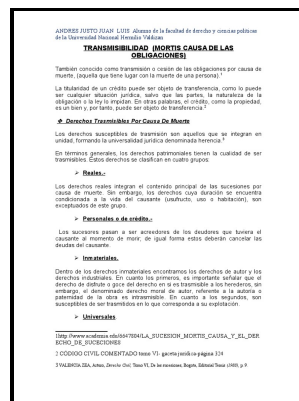 ANDRES JUSTO JUAN LUIS Alumno de la facultad de derecho y ciencias políticas
de la Universidad Nacional Hermilio Valdizan
TRANSMISIBILIDAD (MORTIS CAUSA DE LAS
OBLIGACIONES)
También conocido como transmisión o cesión de las obligaciones por causa de
muerte, (aquella que tiene lugar con la muerte de una persona).1
La titularidad de un crédito puede ser objeto de transferencia, como lo puede
ser cualquier situación jurídica, salvo que las partes, la naturaleza de la
obligación o la ley lo impidan. En otras palabras, el crédito, como la propiedad,
es un bien y, por tanto, puede ser objeto de transferencia.2
❖ Derechos Trasmisibles Por Causa De Muerte
Los derechos susceptibles de trasmisión son aquellos que se integran en
unidad, formando la universalidad jurídica denominada herencia.3
En términos generales, los derechos patrimoniales tienen la cualidad de ser
trasmisibles. Estos derechos se clasifican en cuatro grupos:
➢ Reales.-
Los derechos reales integran el contenido principal de las sucesiones por
causa de muerte. Sin embargo, los derechos cuya duración se encuentra
condicionada a la vida del causante (usufructo, uso o habitación), son
exceptuados de este grupo.
➢ Personales o de crédito.-
Los sucesores pasan a ser acreedores de los deudores que tuviera el
causante al momento de morir; de igual forma estos deberán cancelar las
deudas del causante.
➢ Inmateriales.
Dentro de los derechos inmateriales encontramos los derechos de autor y los
derechos industriales. En cuanto los primeros, es importante señalar que el
derecho de disfrute o goce del derecho en si es trasmisible a los herederos, sin
embargo, el denominado derecho moral de autor, referente a la autoría o
paternidad de la obra es intrasmisible. En cuanto a los segundos, son
susceptibles de ser trasmitidos en lo que corresponda a su explotación.
➢ Universales.
1http://www.academia.edu/6647804/LA_SUCESION_MORTIS_CAUSA_Y_EL_DER
ECHO_DE_SUCECIONES
2 CODIGO CIVIL COMENTADO tomo VI- gaceta jurídica página 324
3 VALENCIA ZEA, Arturo, Derecho Civil, Tomo VI, De las sucesiones, Bogotá, Editorial Temis (1988), p. 9.